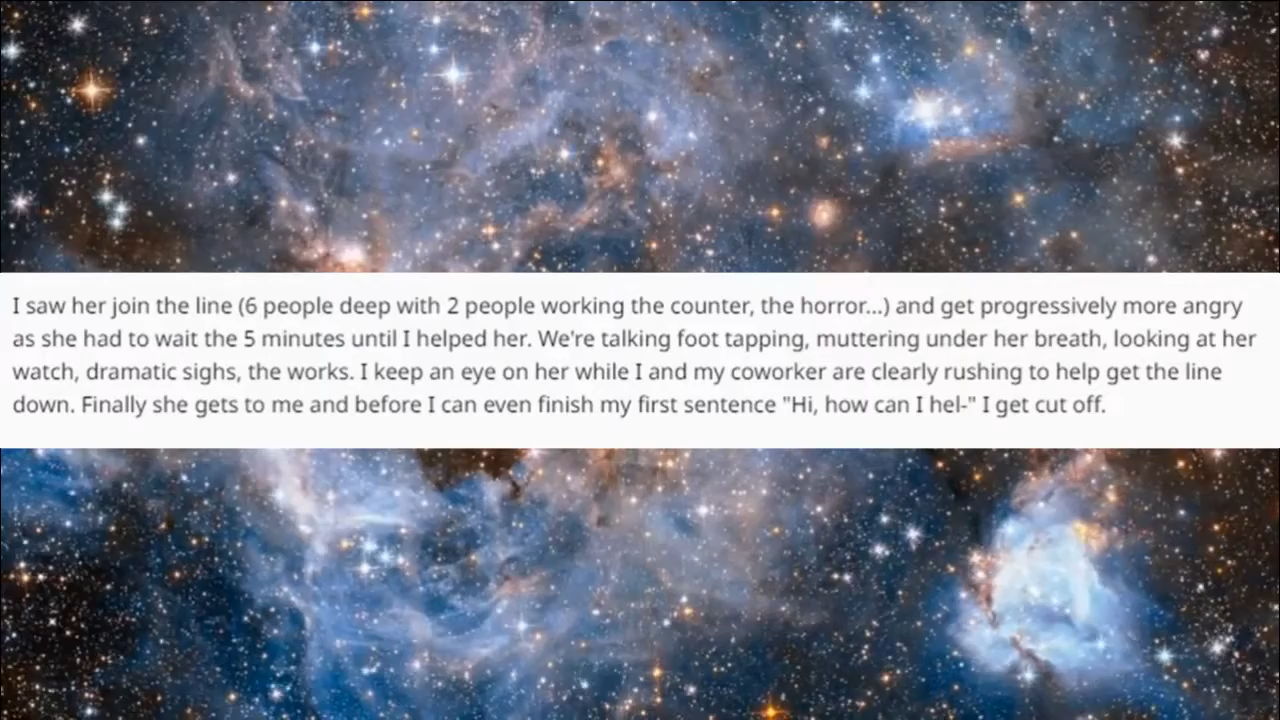 I saw her join the line (6 people deep with 2 people working the counter, the horror...) and get progressively more angry
as she had to wait the 5 minutes until I helped her. We're talking foot tapping, muttering under her breath, looking at her
watch, dramatic sighs, the works. I keep an eye on her while I and my coworker are clearly rushing to help get the line
down. Finally she gets to me and before I can even finish my first sentence "Hi, how can I hel-" I get cut off.